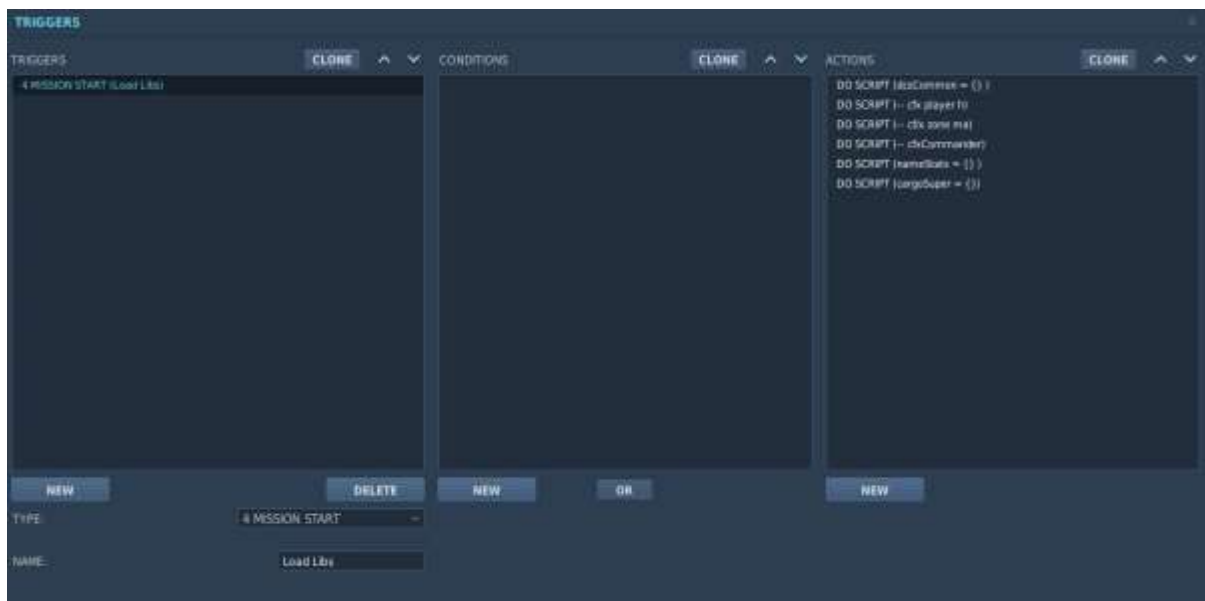 TRIGGERS
TRIGGERS CLONE CONDITIONS CLONE ACTIONS CLONE
4 MISSION START (Load Libs)
DO SCRIPT (dcsCommon = {} )
DO SCRIPT (-- cfx player h)
DO SCRIPT (-- cf/x zone ma)
DO SCRIPT (-- cfxCommander)
DO SCRIPT (nameStats = {} )
DO SCRIPT (cargoSuper = {})
NEW DELETE NEW OR NEW
TYPE: 4 MISSION START
NAME: Load Libs